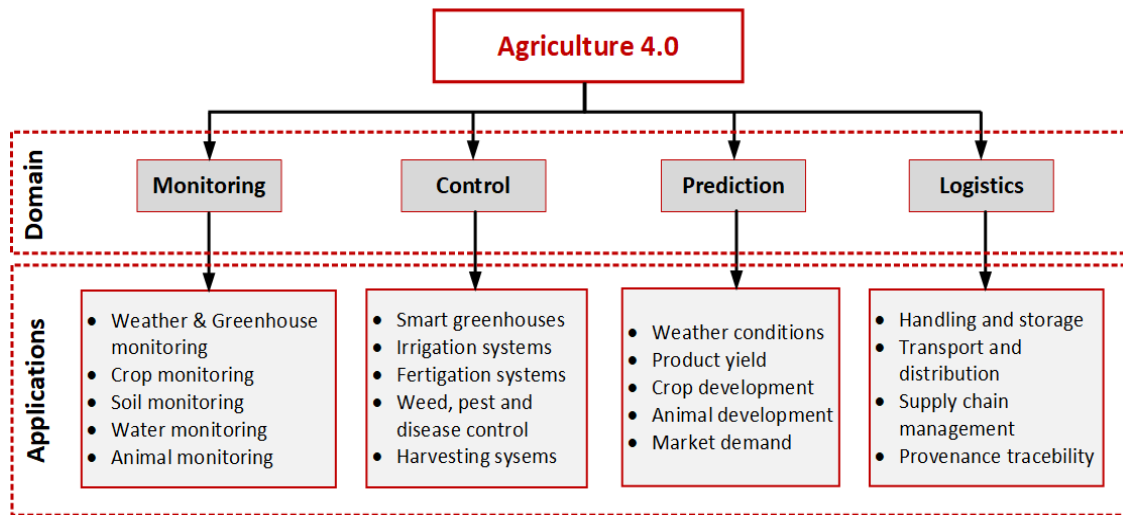 Agriculture 4.0
Domain
Monitoring
Control
Prediction
Logistics
Applications
• Weather & Greenhouse
monitoring
• Crop monitoring
• Soil monitoring
• Water monitoring
• Animal monitoring
• Smart greenhouses
• Irrigation systems
• Fertigation systems
• Weed, pest and
disease control
• Harvesting sysems
• Weather conditions
• Product yield
• Crop development
• Animal development
• Market demand
• Handling and storage
• Transport and
distribution
• Supply chain
management
• Provenance tracebility